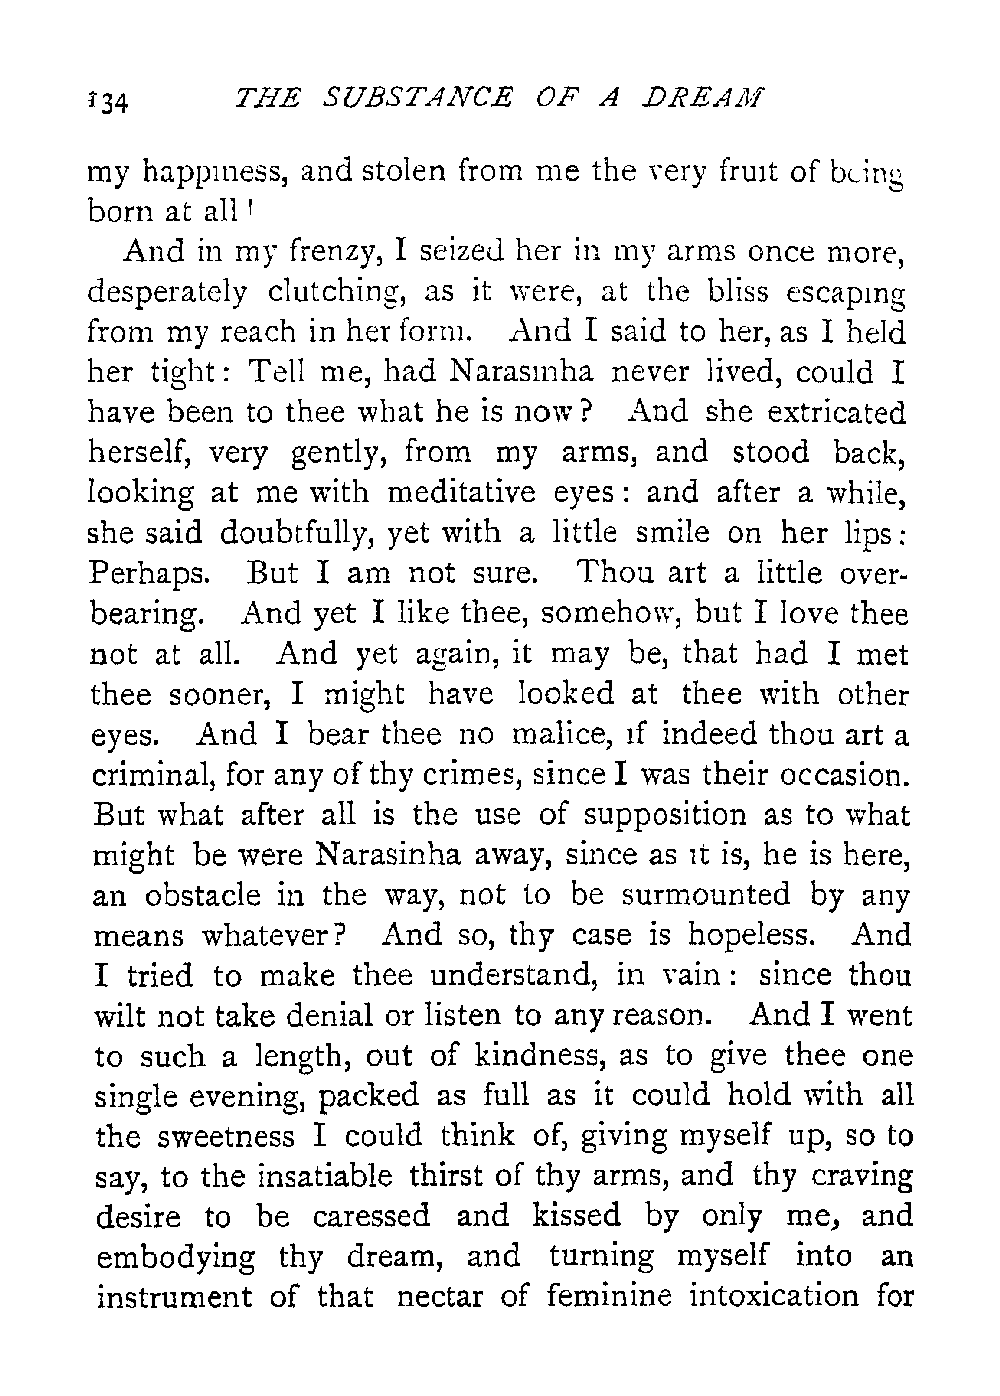 134 THE SUBSTANCE OF A DREAM
my happiness, and stolen from me the very fruit of being
born at all!
And in my frenzy, I seized her in my arms once more,
desperately clutching, as it were, at the bliss escaping
from my reach in her form. And I said to her, as I held
her tight: Tell me, had Narasinha never lived, could I
have been to thee what he is now? And she extricated
herself, very gently, from my arms, and stood back,
looking at me with meditative eyes: and after a while,
she said doubtfully, yet with a little smile on her lips:
Perhaps. But I am not sure. Thou art a little over-
bearing. And yet I like thee, somehow, but I love thee
not at all. And yet again, it may be, that had I met
thee sooner, I might have looked at thee with other
eyes. And I bear thee no malice, if indeed thou art a
criminal, for any of thy crimes, since I was their occasion.
But what after all is the use of supposition as to what
might be were Narasinha away, since as it is, he is here,
an obstacle in the way, not to be surmounted by any
means whatever? And so, thy case is hopeless. And
I tried to make thee understand, in vain: since thou
wilt not take denial or listen to any reason. And I went
to such a length, out of kindness, as to give thee one
single evening, packed as full as it could hold with all
the sweetness I could think of, giving myself up, so to
say, to the insatiable thirst of thy arms, and thy craving
desire to be caressed and kissed by only me, and
embodying thy dream, and turning myself into an
instrument of that nectar of feminine intoxication for